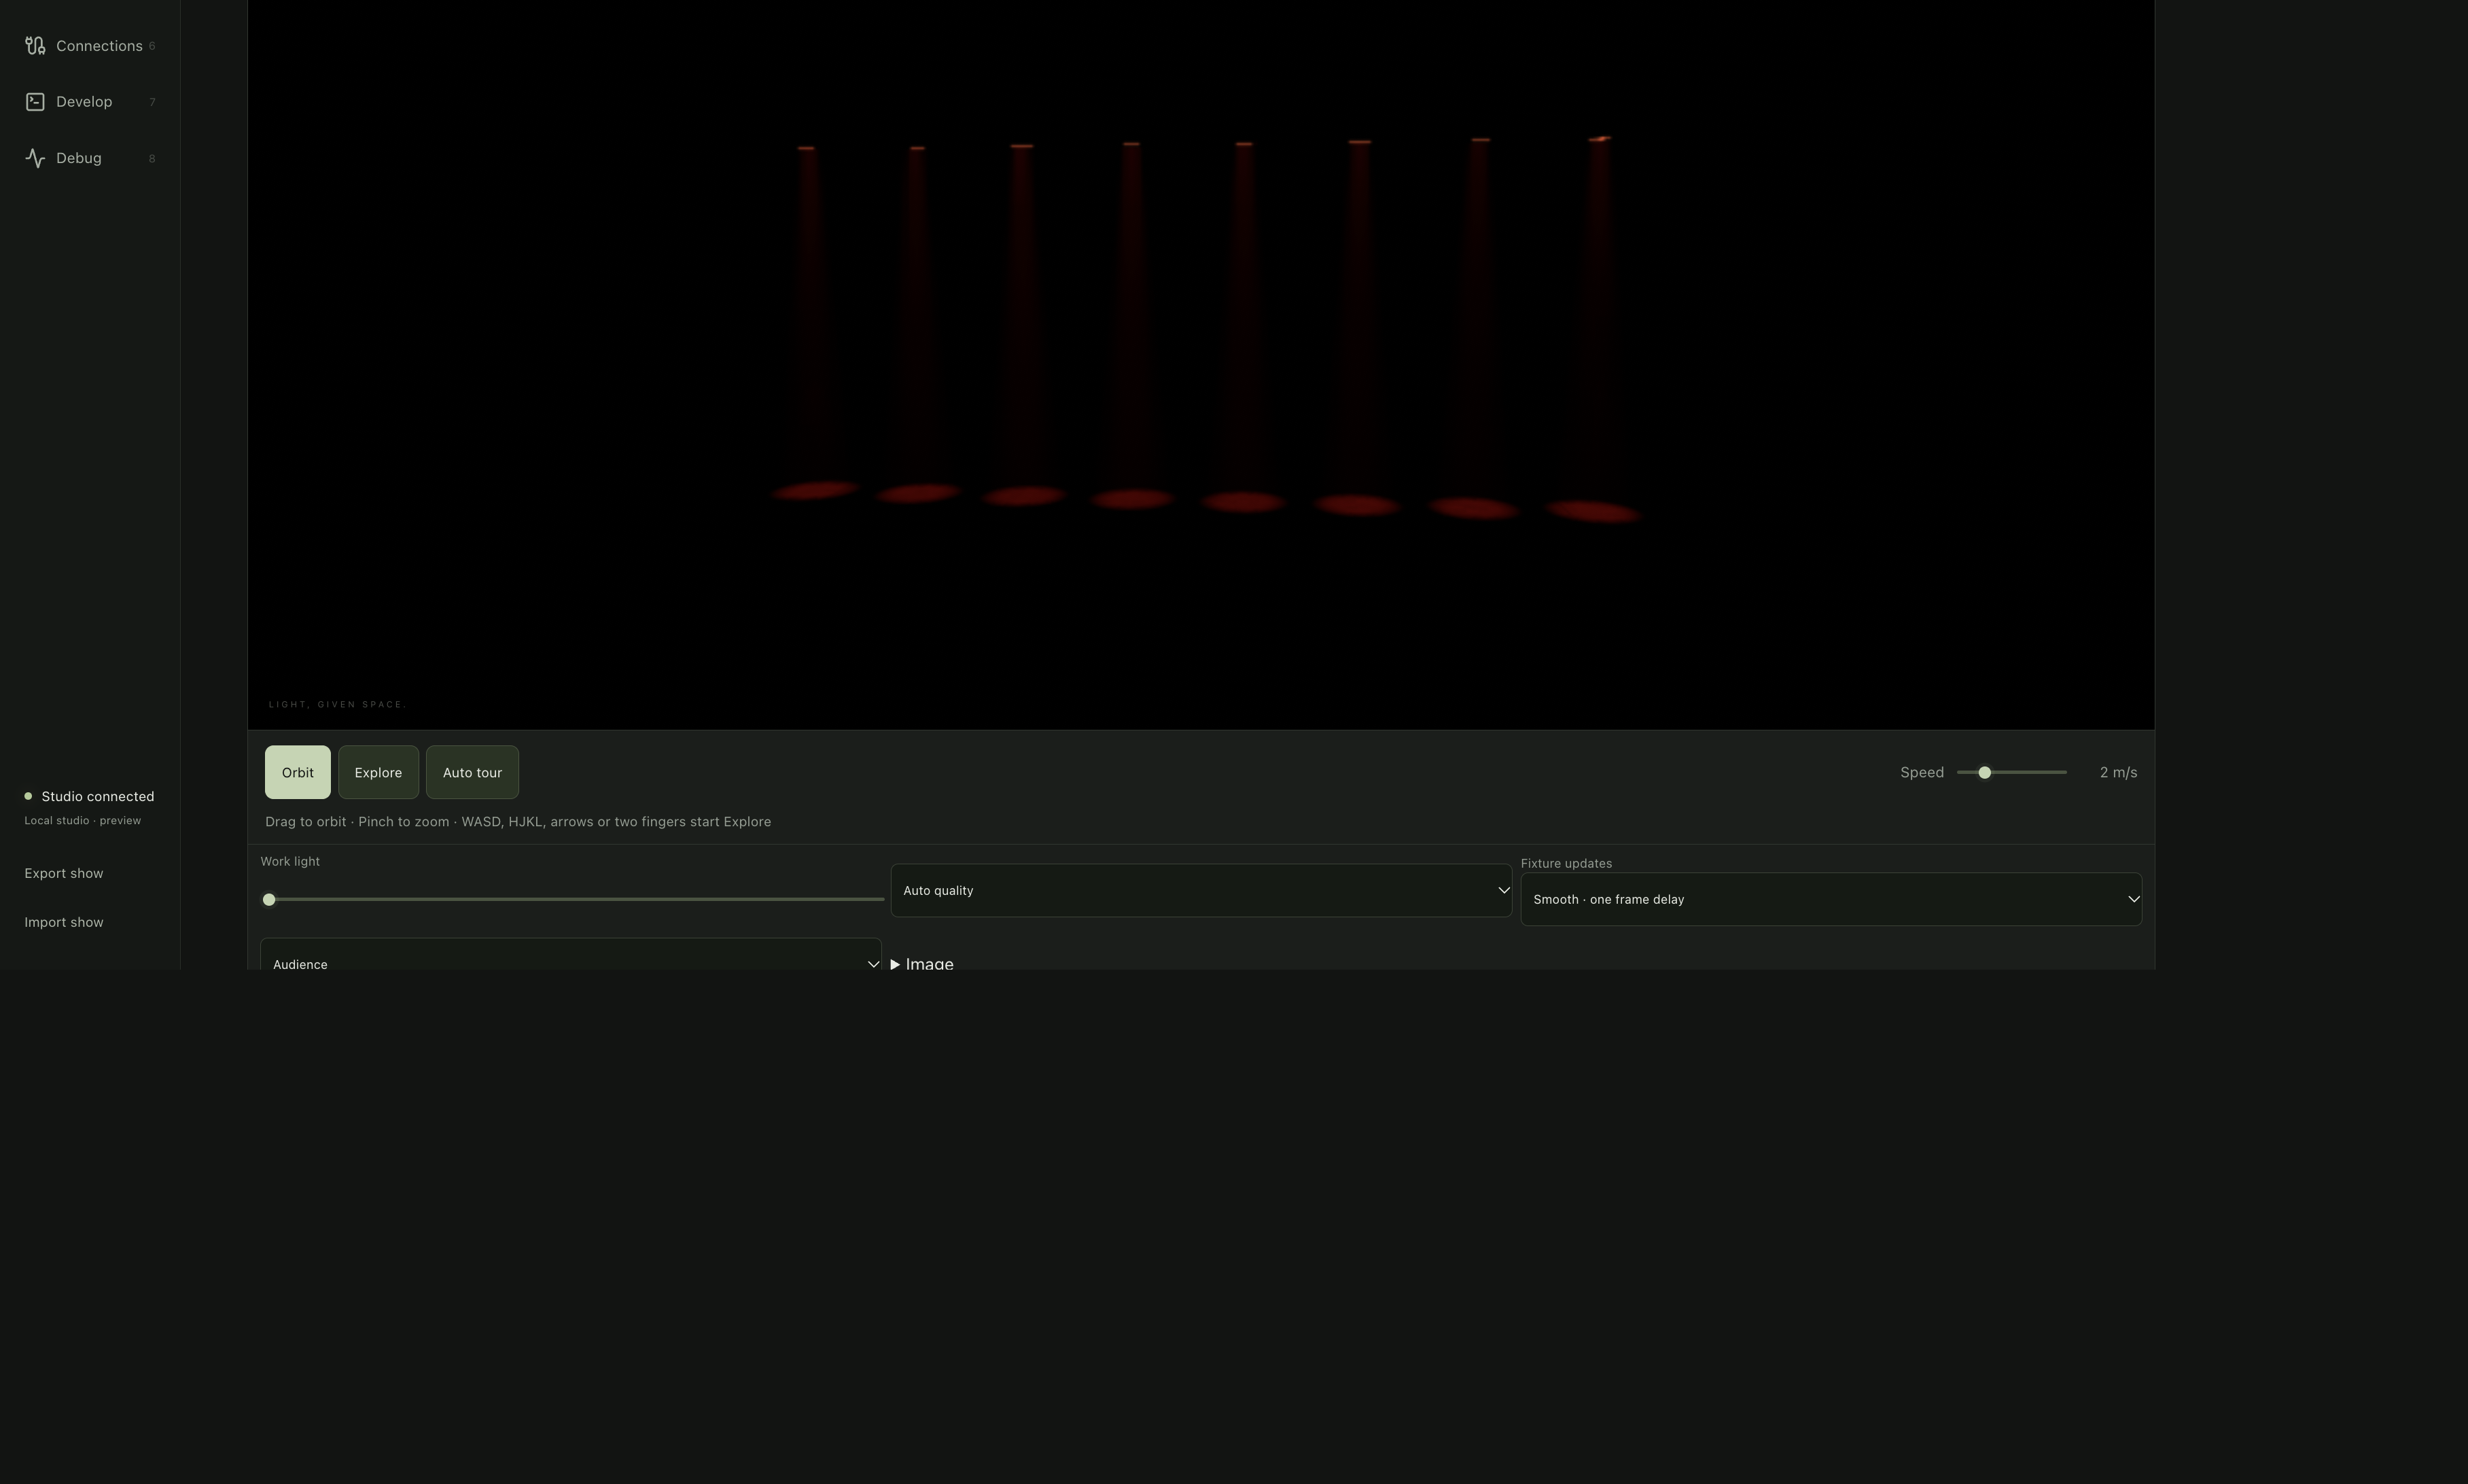 Connections 6
Develop 7
Debug 8
LIGHT, GIVEN SPACE.
Orbit
Explore
Auto tour
Speed
2 m/s
Drag to orbit · Pinch to zoom · WASD, HJKL, arrows or two fingers start Explore
Studio connected
Local studio · preview
Export show
Import show
Work light
Auto quality
Fixture updates
Smooth · one frame delay
Audience
Image